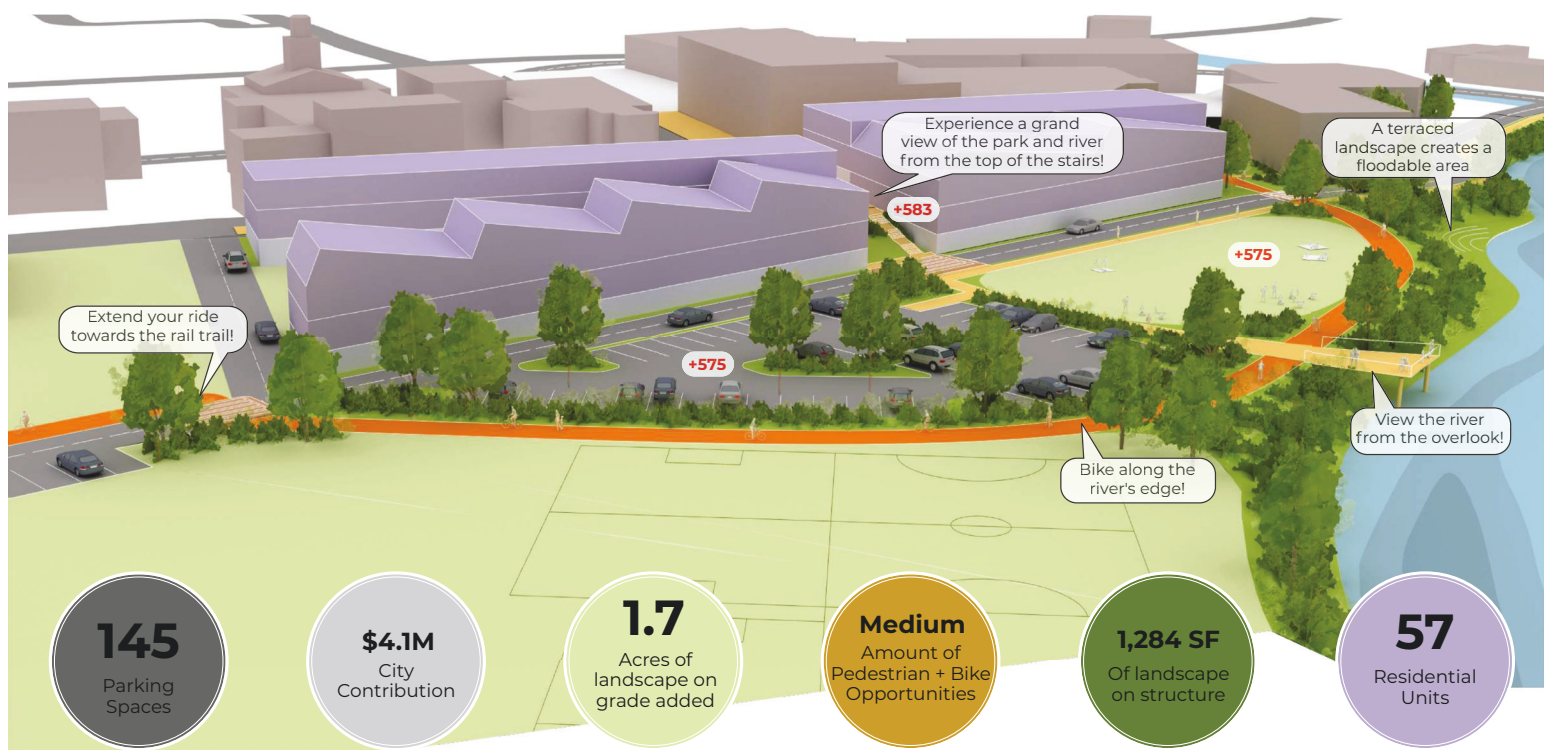 Experience a grand
view of the park and river
from the top of the stairs!
A terraced
landscape creates a
floodable area
+583
+575
Extend your ride
towards the rail trail!
+575
View the river
from the overlook!
Bike along the
river's edge!
145
Parking
Spaces
$4.1M
City
Contribution
1.7
Acres of
landscape on
grade added
Medium
Amount of
Pedestrian + Bike
Opportunities
1,284 SF
Of landscape
on structure
57
Residential
Units